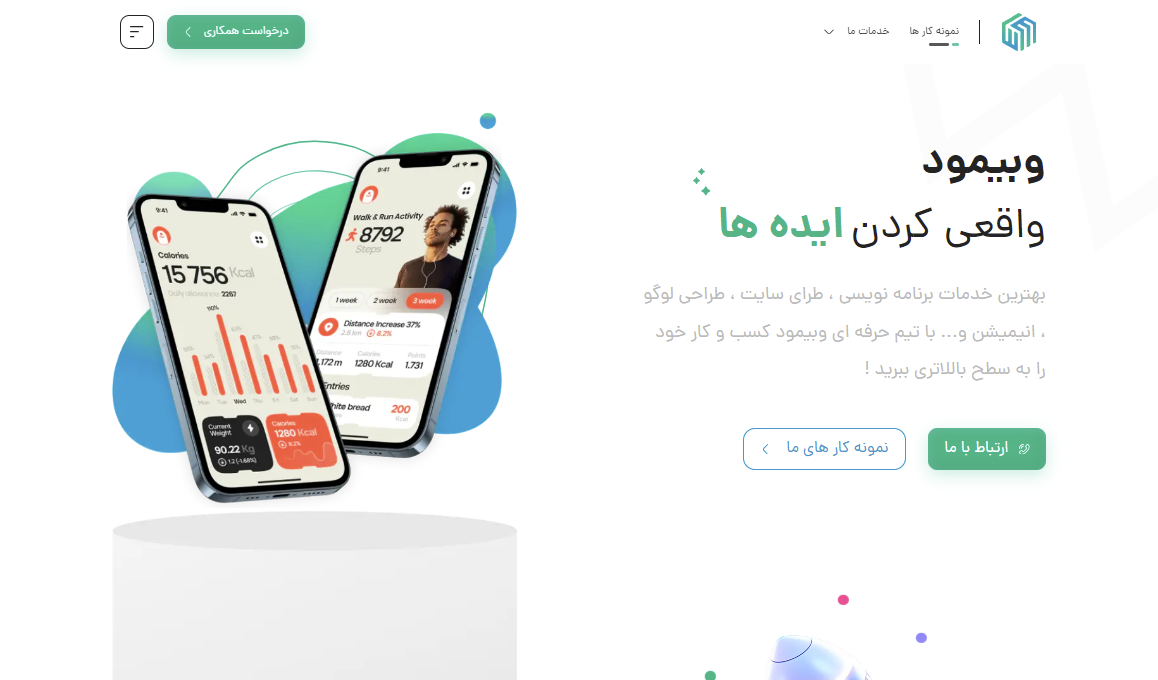 نمونه کار ها
خدمات ما
درخواست همکاری
وبیمود
واقعی کردن ایده ها
بهترین خدمات برنامه نویسی ، طرای سایت ، طراحی لوگو
، انیمیشن و... با تیم حرفه ای وبیمود کسب و کار خود
را به سطح باللاتری ببرید !
ارتباط با ما
نمونه کار های ما
9:41
Walk & Run Activity
8792
Steps
1 week
2 week
3 week
Distance Increase 37%
2.8 km
8.2%
Distance
Calories
Points
1.172 m
1280 Kcal
1.731
Entries
white bread
200
Kcal
9:41
Calories
15 756 Kcal
Daily allowance 2267
110%
Mon Tue Wed Thu Fri Sat Sun
Current
Weight
90.22 Kg
1.2 (-1.68%)
Calories
1280 Kcal
8.2%